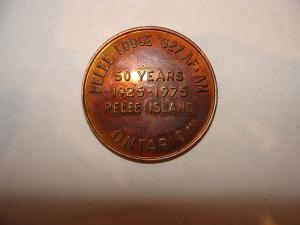 PELEE LODGE 627 AF+AM
50 YEARS
1925-1975
PELEE ISLAND
ONTARIO